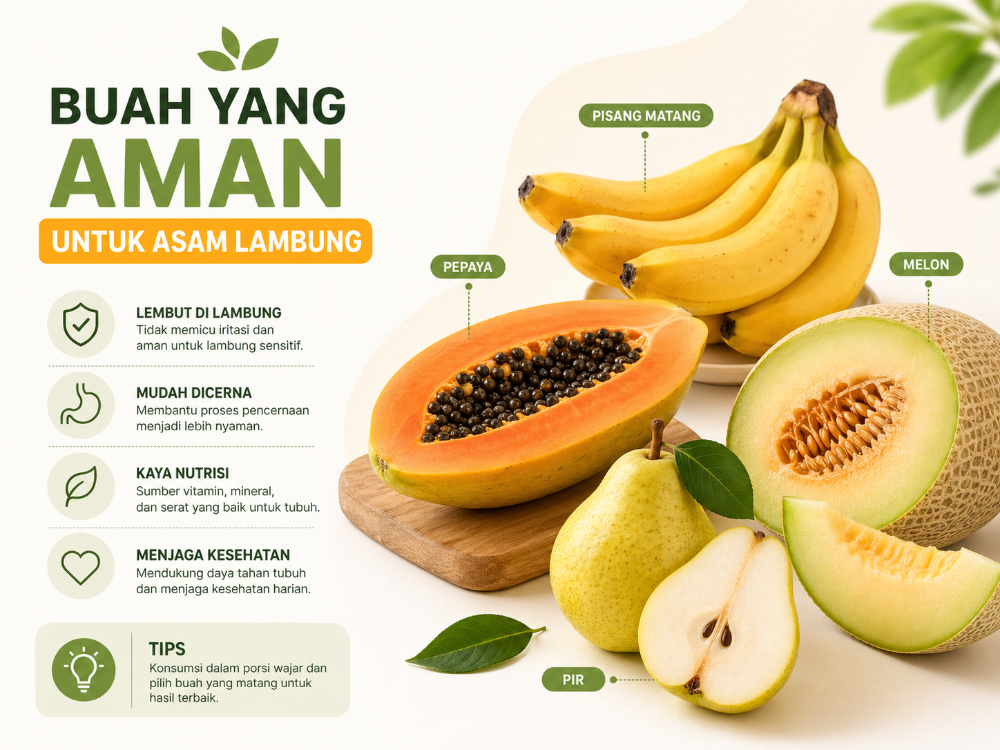 BUAH YANG
AMAN
UNTUK ASAM LAMBUNG
LEMBUT DI LAMBUNG
Tidak memicu iritasi dan
aman untuk lambung sensitif.
MUDAH DICERNA
Membantu proses pencernaan
menjadi lebih nyaman.
KAYA NUTRISI
Sumber vitamin, mineral,
dan serat yang baik untuk tubuh.
MENJAGA KESEHATAN
Mendukung daya tahan tubuh
dan menjaga kesehatan harian.
TIPS
Konsumsi dalam porsi wajar dan
pilih buah yang matang untuk
hasil terbaik.
PISANG MATANG
PEPAYA
MELON
PIR